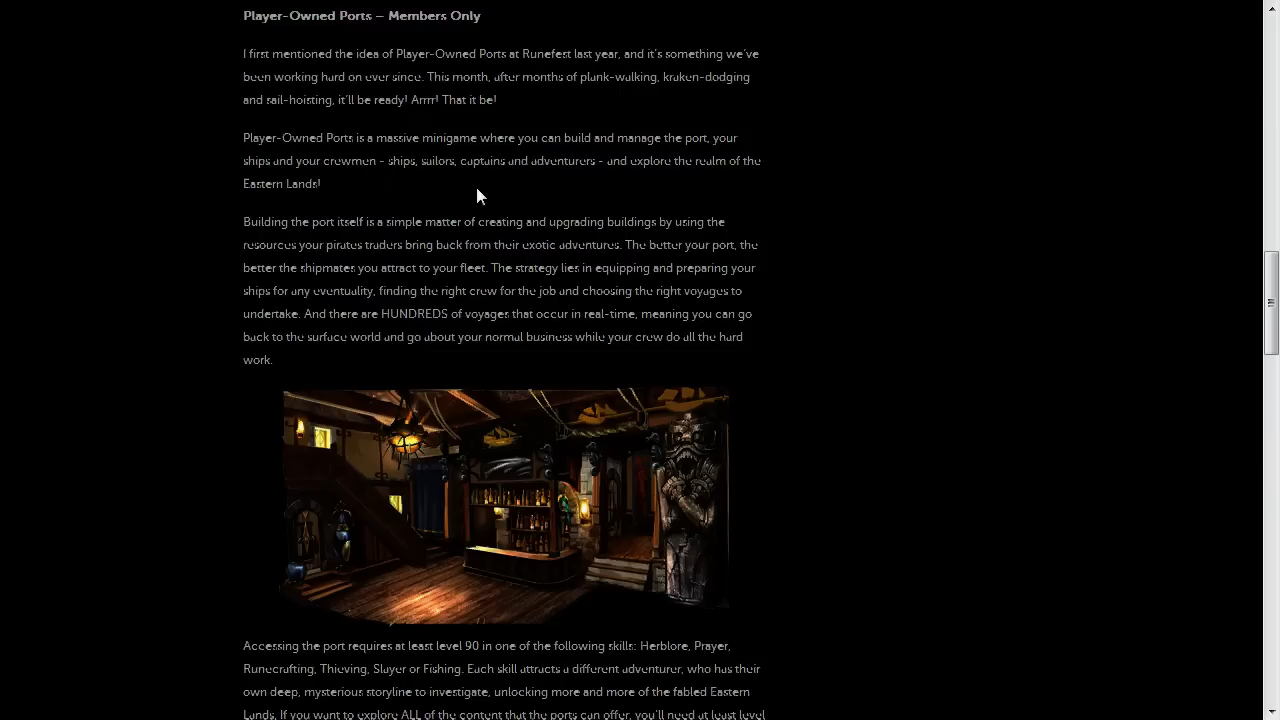 Player-Owned Ports – Members Only
I first mentioned the idea of Player-Owned Ports at Runefest last year, and it's something we've
been working hard on ever since. This month, after months of plank-walking, kraken-dodging
and sail-hoisting, it'll be ready! Arrrr! That it be!
Player-Owned Ports is a massive minigame where you can build and manage the port, your
ships and your crewmen - ships, sailors, captains and adventurers - and explore the realm of the
Eastern Lands!
Building the port itself is a simple matter of creating and upgrading buildings by using the
resources your pirates traders bring back from their exotic adventures. The better your port, the
better the shipmates you attract to your fleet. The strategy lies in equipping and preparing your
ships for any eventuality, finding the right crew for the job and choosing the right voyages to
undertake. And there are HUNDREDS of voyages that occur in real-time, meaning you can go
back to the surface world and go about your normal business while your crew do all the hard
work.
Accessing the port requires at least level 90 in one of the following skills: Herblore, Prayer,
Runecrafting, Thieving, Slayer or Fishing. Each skill attracts a different adventurer, who has their
own deep, mysterious storyline to investigate, unlocking more and more of the fabled Eastern
Lands. If you want to explore ALL of the content that the ports can offer, you'll need at least level